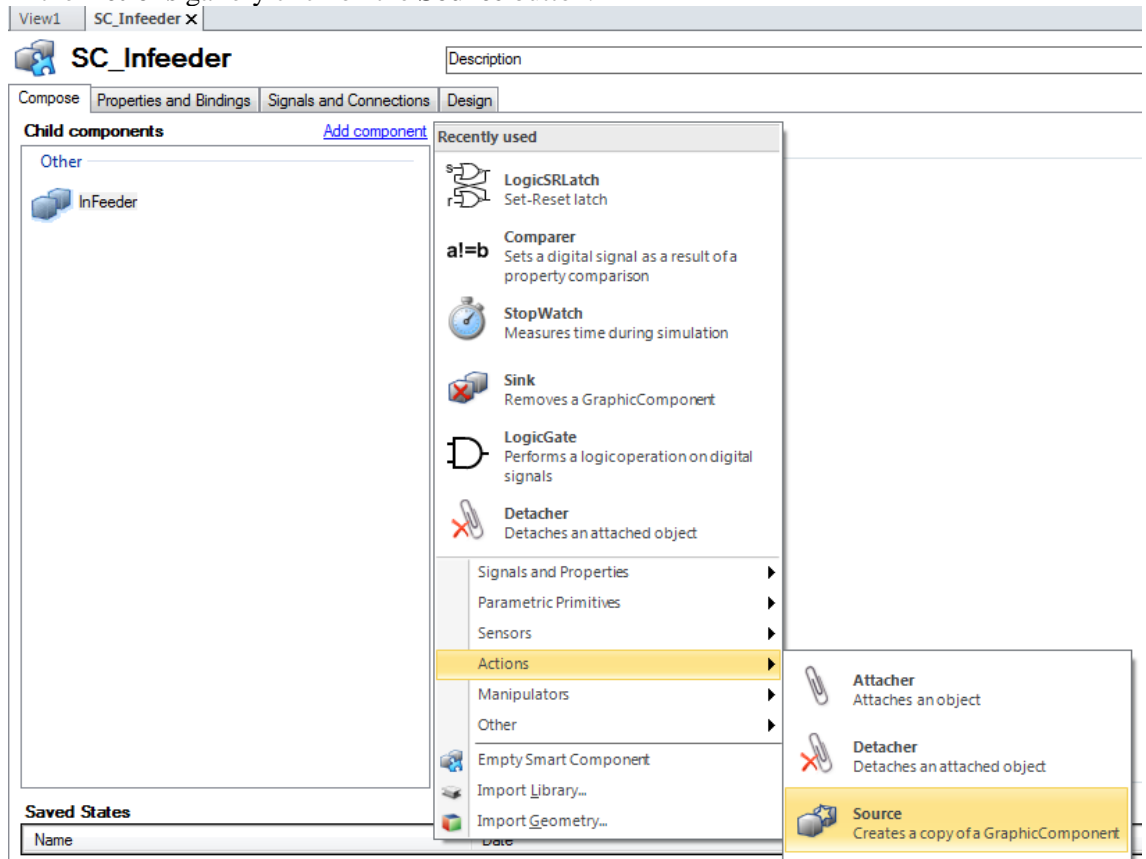 View1 SC_Infeeder x
SC_Infeeder
Description
Compose Properties and Bindings Signals and Connections Design
Child components Add component
Other
InFeeder
Recently used
LogicSRLatch
Set-Reset latch
a!=b
Comparer
Sets a digital signal as a result of a
property comparison
StopWatch
Measures time during simulation
Sink
Removes a GraphicComponent
LogicGate
Performs a logic operation on digital
signals
Detacher
Detaches an attached object
Signals and Properties
Parametric Primitives
Sensors
Actions
Manipulators
Other
Empty Smart Component
Import Library...
Import Geometry...
Attacher
Attaches an object
Detacher
Detaches an attached object
Source
Creates a copy of a GraphicComponent
Saved States
Name Date